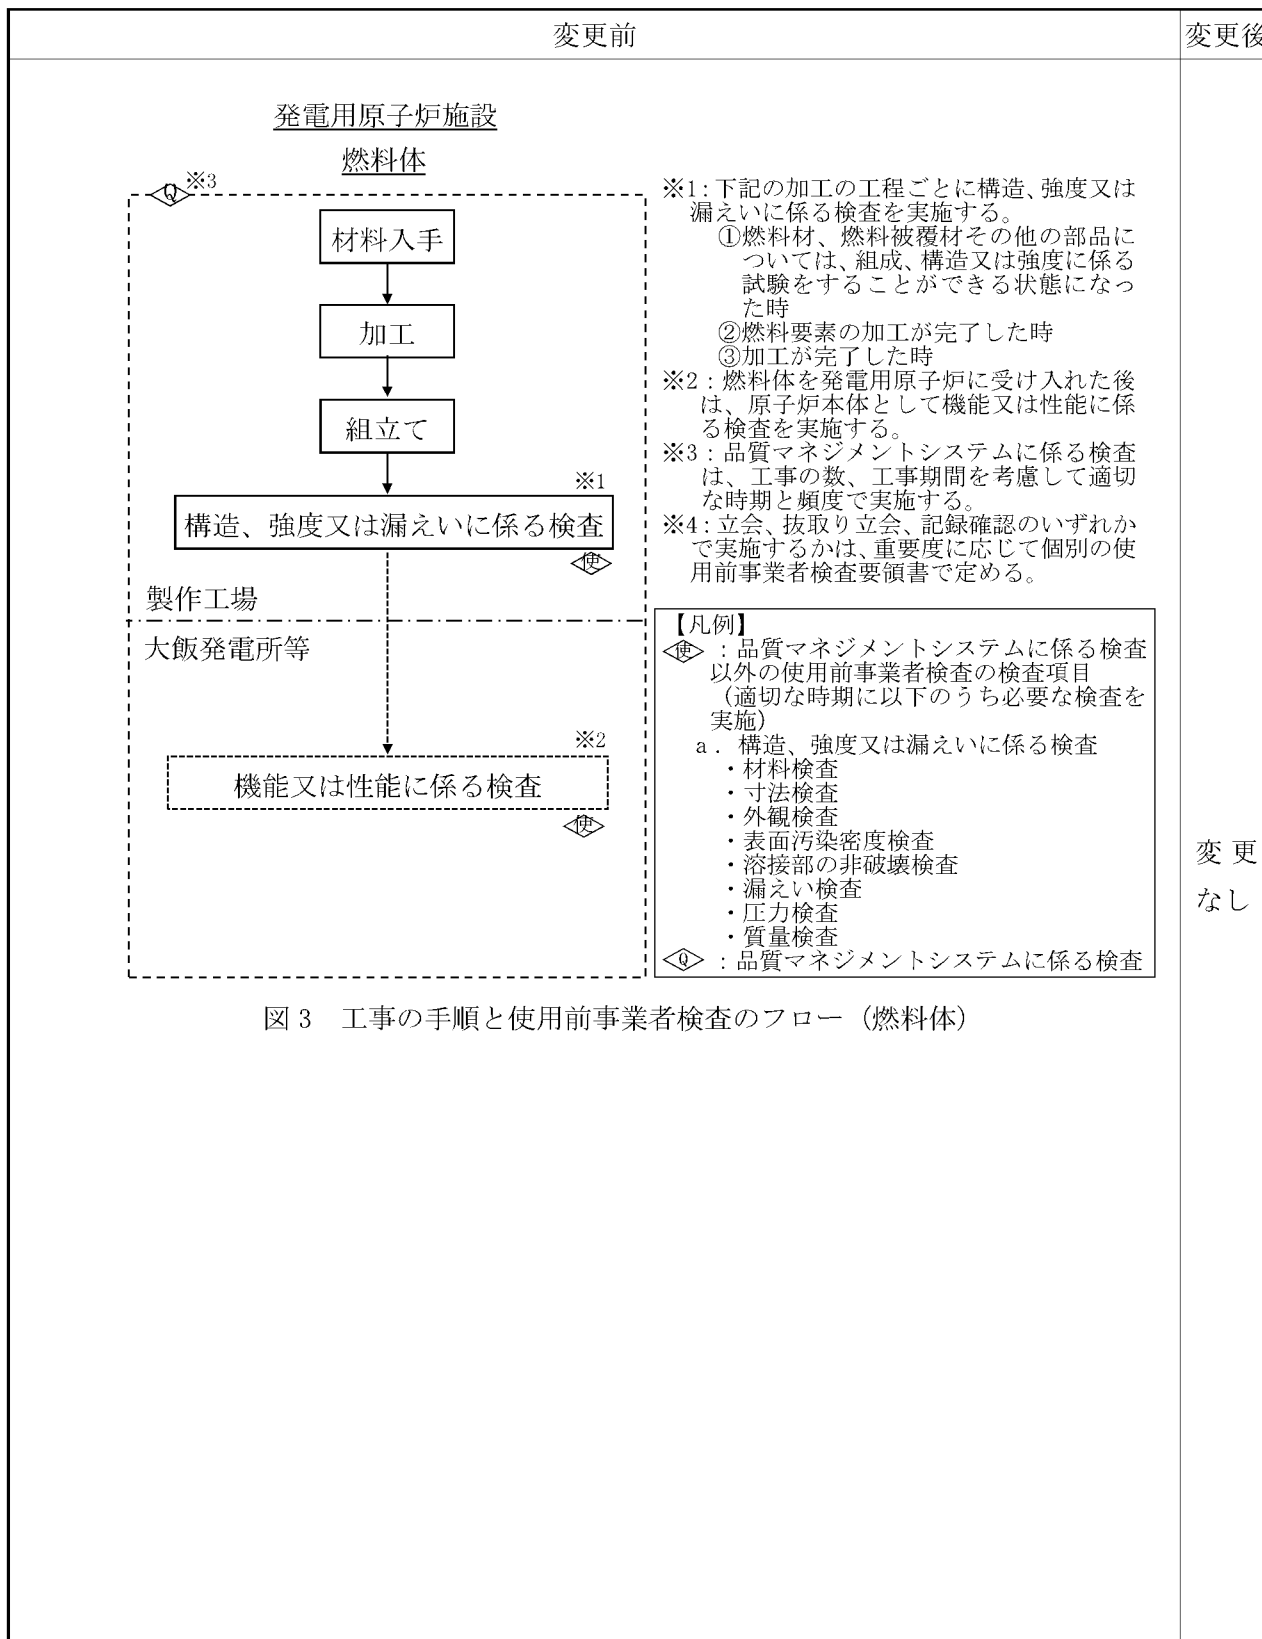 変更前
変更後
発電用原子炉施設
燃料体
Q ※3
材料入手
加工
組立て
※1
構造、強度又は漏えいに係る検査
使
製作工場
大飯発電所等
※2
機能又は性能に係る検査
使
※1：下記の加工の工程ごとに構造、強度又は
漏えいに係る検査を実施する。
①燃料材、燃料被覆材その他の部品に
ついては、組成、構造又は強度に係る
試験をすることができる状態になっ
た時
②燃料要素の加工が完了した時
③加工が完了した時
※2：燃料体を発電用原子炉に受け入れた後
は、原子炉本体として機能又は性能に係
る検査を実施する。
※3：品質マネジメントシステムに係る検査
は、工事の数、工事期間を考慮して適切
な時期と頻度で実施する。
※4：立会、抜取り立会、記録確認のいずれか
で実施するかは、重要度に応じて個別の使
用前事業者検査要領書で定める。
【凡例】
使：品質マネジメントシステムに係る検査
以外の使用前事業者検査の検査項目
（適切な時期に以下のうち必要な検査を
実施）
a．構造、強度又は漏えいに係る検査
・材料検査
・寸法検査
・外観検査
・表面汚染密度検査
・溶接部の非破壊検査
・漏えい検査
・圧力検査
・質量検査
Q：品質マネジメントシステムに係る検査
図3　工事の手順と使用前事業者検査のフロー（燃料体）
変更
なし